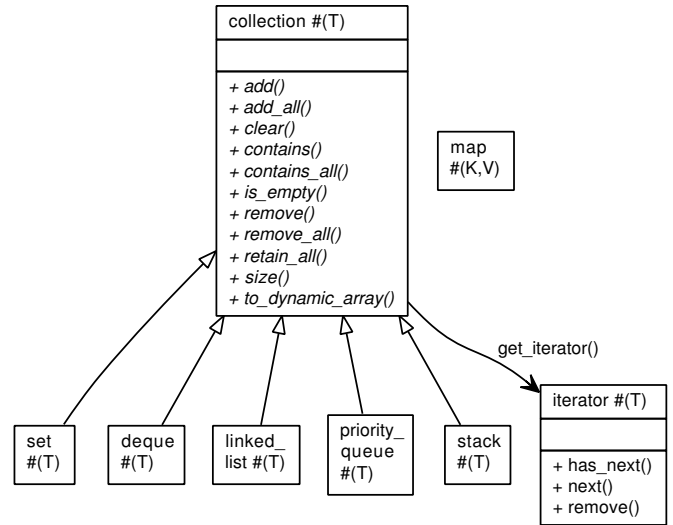 collection #(T)
+ add()
+ add_all()
+ clear()
+ contains()
+ contains_all()
+ is_empty()
+ remove()
+ remove_all()
+ retain_all()
+ size()
+ to_dynamic_array()
map
#(K,V)
get_iterator()
set
#(T)
deque
#(T)
linked_
list #(T)
priority_
queue
#(T)
stack
#(T)
iterator #(T)
+ has_next()
+ next()
+ remove()